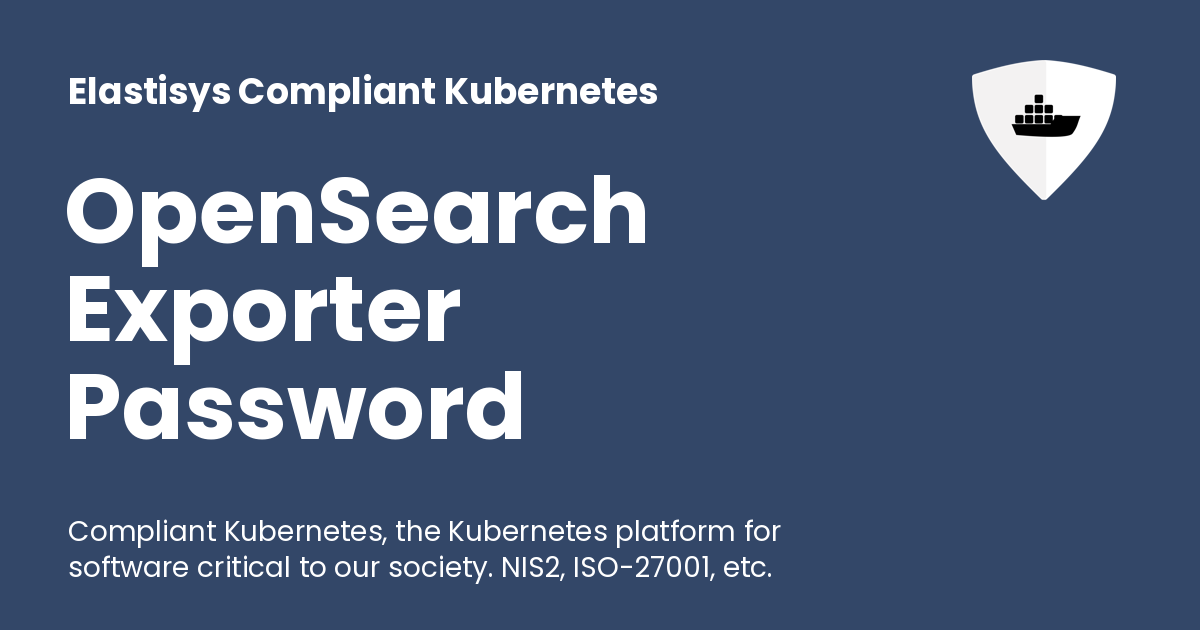 Elastisys Compliant Kubernetes
OpenSearch
Exporter
Password
Compliant Kubernetes, the Kubernetes platform for
software critical to our society. NIS2, ISO-27001, etc.